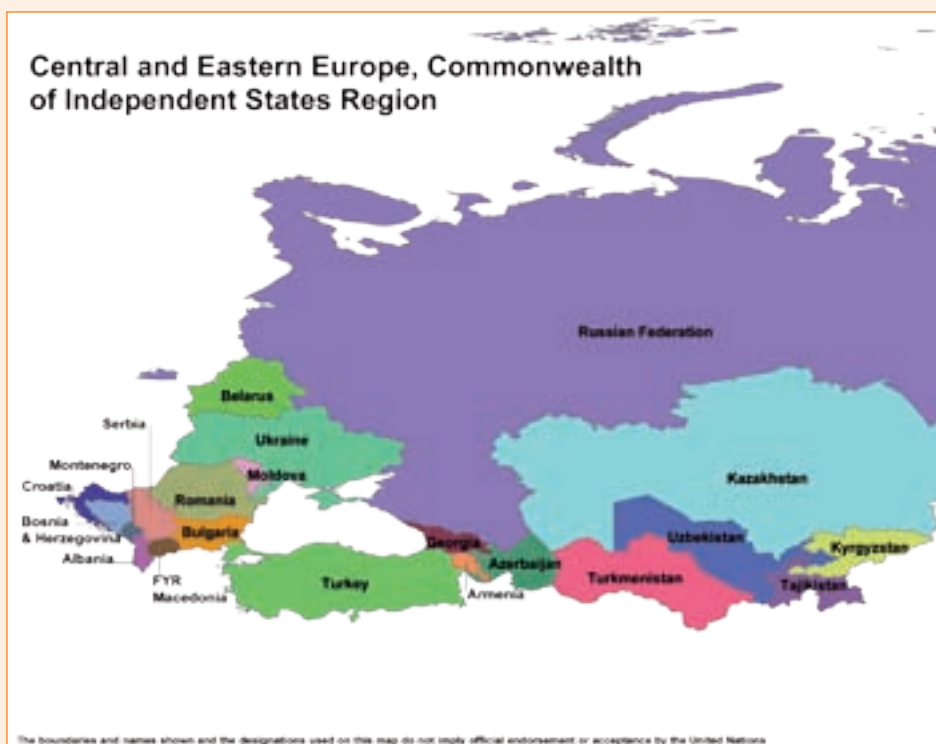 Central and Eastern Europe, Commonwealth
of Independent States Region
Russian Federation
Belarus
Serbia
Ukraine
Montenegro
Moldova
Croatia
Romania
Kazakhstan
Bosnia
& Herzegovina
Bulgaria
Uzbekistan
Georgia
Kyrgyzstan
Albania
Azerbaijan
FYR
Macedonia
Turkey
Armenia
Turkmenistan
Tajikistan
The boundaries and names shown and the designations used on this map do not imply official endorsement or acceptance by the United Nations